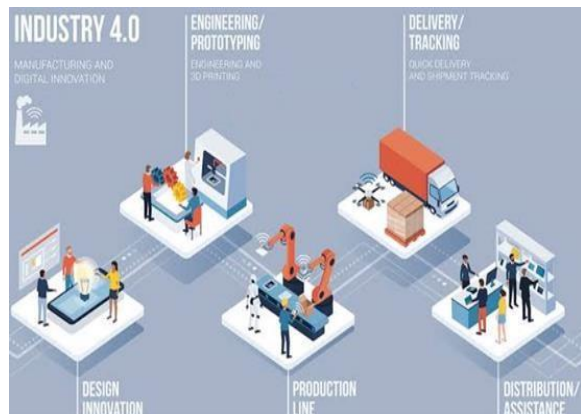 INDUSTRY 4.0
MANUFACTURING AND
DIGITAL INNOVATION
ENGINEERING/
PROTOTYPING
ENGINEERING AND
3D PRINTING
DELIVERY/
TRACKING
QUICK DELIVERY
AND SHIPMENT TRACKING
DESIGN
INNOVATION
PRODUCTION
LINE
DISTRIBUTION/
ASSISTANCE